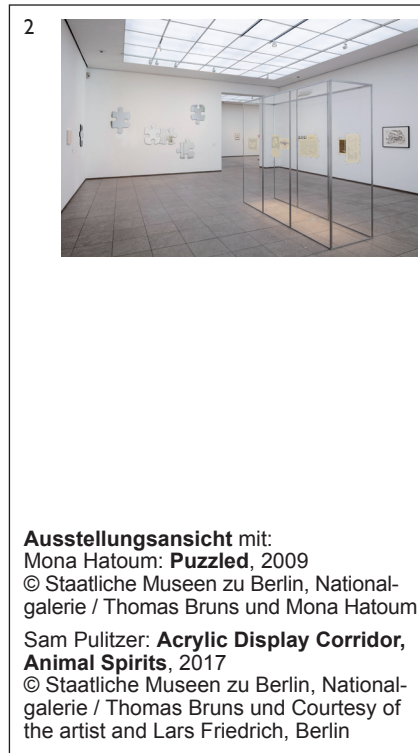 2
Ausstellungsansicht mit:
Mona Hatoum: Puzzled, 2009
© Staatliche Museen zu Berlin, National-
galerie / Thomas Bruns und Mona Hatoum
Sam Pulitzer: Acrylic Display Corridor,
Animal Spirits, 2017
© Staatliche Museen zu Berlin, National-
galerie / Thomas Bruns und Courtesy of
the artist and Lars Friedrich, Berlin